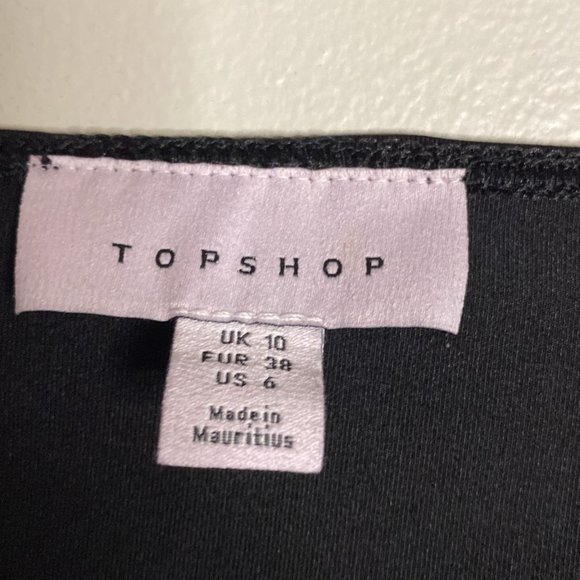 TOPSHOP
UK 10
EUR 38
US 6
Made in
Mauritius